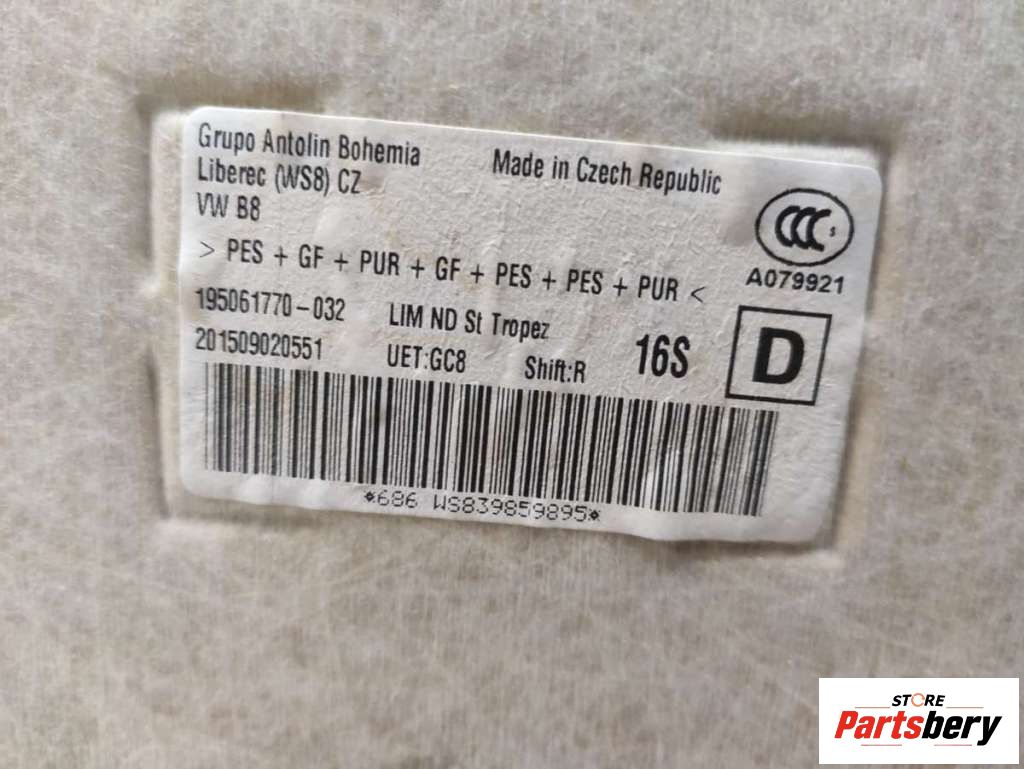 Grupo Antolin Bohemia
Liberec (WS8) CZ
VW B8
Made in Czech Republic
CCC S
A079921
> PES + GF + PUR + GF + PES + PES + PUR <
195061770-032 LIM ND St Tropez
201509020551 UET:GC8 Shift:R 16S D
*686 WS839859895*
STORE
Partsbery